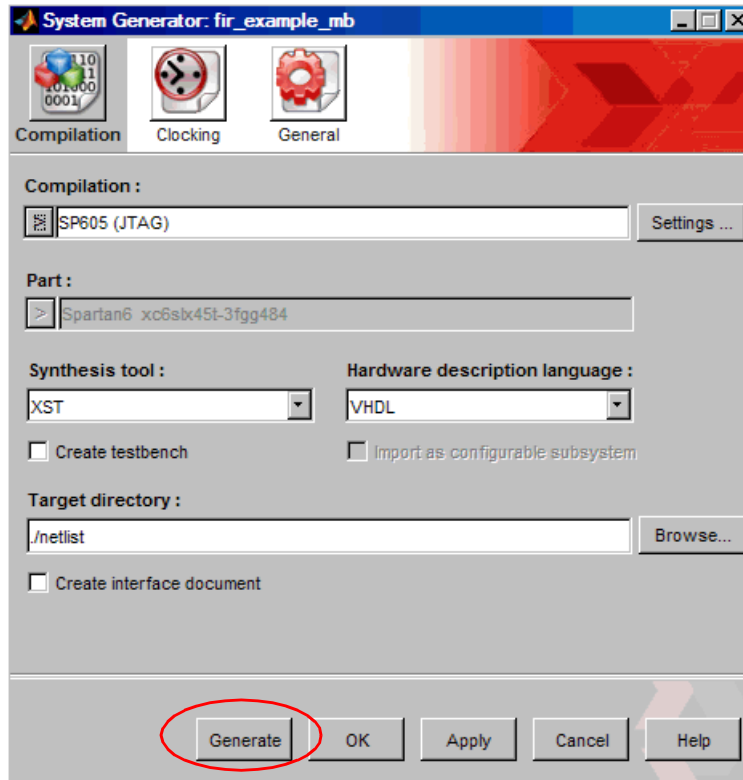 System Generator: fir_example_mb
Compilation
Clocking
General
Compilation :
SP605 (JTAG)
Settings ...
Part :
>
Spartan6 xc6slx45t-3fgg484
Synthesis tool :
Hardware description language :
XST
VHDL
Create testbench
Import as configurable subsystem
Target directory :
./netlist
Browse...
Create interface document
Generate
OK
Apply
Cancel
Help